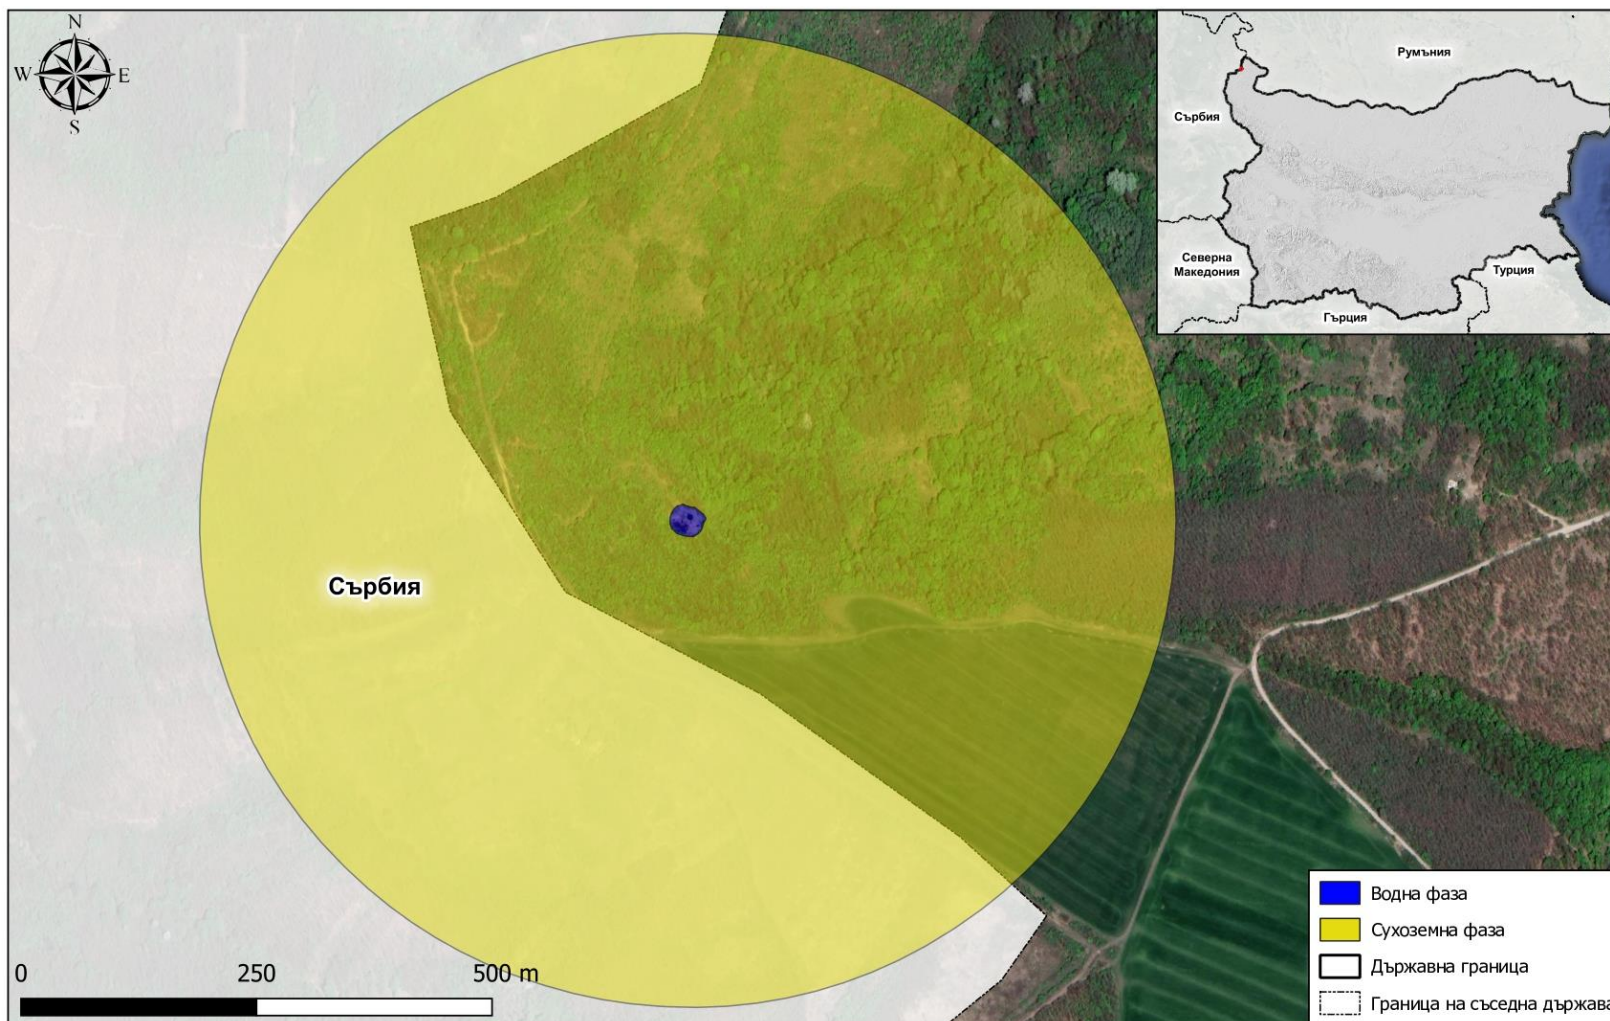 N
W E
S
Румъния
Сърбия
Северна
Македония
Турция
Гърция
Сърбия
0 250 500 m
Водна фаза
Сухоземна фаза
Държавна граница
Граница на съседна държава